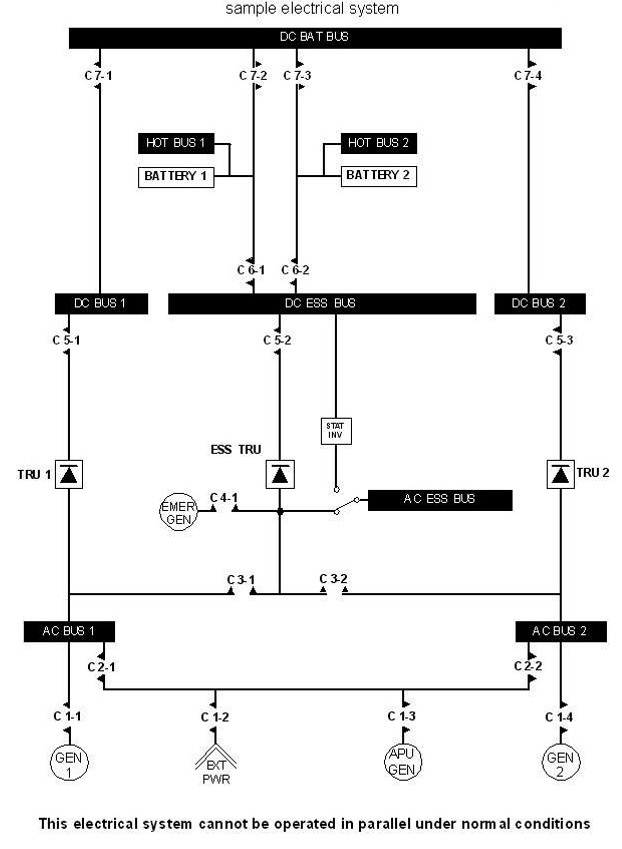 sample electrical system
DC BAT BUS
C 7-1
C 7-2
C 7-3
C 7-4
HOT BUS 1
HOT BUS 2
BATTERY 1
BATTERY 2
C 6-1
C 6-2
DC BUS 1
DC ESS BUS
DC BUS 2
C 5-1
C 5-2
C 5-3
STAT
INV
ESS TRU
TRU 1
TRU 2
C 4-1
AC ESS BUS
EMER
GEN
C 3-1
C 3-2
AC BUS 1
AC BUS 2
C 2-1
C 2-2
C 1-1
C 1-2
C 1-3
C 1-4
GEN
1
EXT
PWR
APU
GEN
GEN
2
This electrical system cannot be operated in parallel under normal conditions